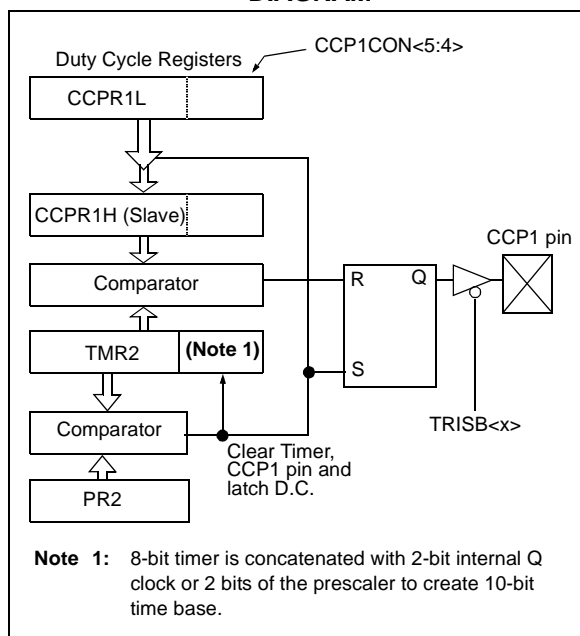 CCP1CON<5:4>
Duty Cycle Registers
CCPR1L
CCPR1H (Slave)
CCP1 pin
Comparator
R
Q
TMR2
(Note 1)
S
TRISB<x>
Comparator
Clear Timer,
CCP1 pin and
latch D.C.
PR2
Note 1: 8-bit timer is concatenated with 2-bit internal Q
clock or 2 bits of the prescaler to create 10-bit
time base.